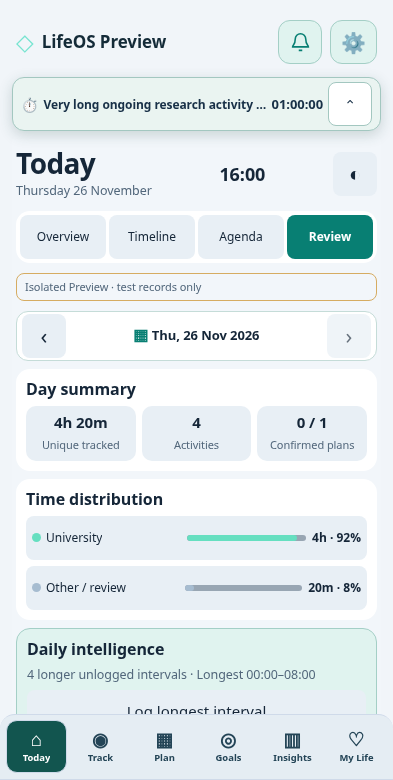 LifeOS Preview
Very long ongoing research activity ... 01:00:00
Today
Thursday 26 November
16:00
Overview Timeline Agenda Review
Isolated Preview · test records only
‹ Thu, 26 Nov 2026 ›
Day summary
4h 20m 4 0 / 1
Unique tracked Activities Confirmed plans
Time distribution
University 4h · 92%
Other / review 20m · 8%
Daily intelligence
4 longer unlogged intervals · Longest 00:00–08:00
Log longest interval
Today Track Plan Goals Insights My Life